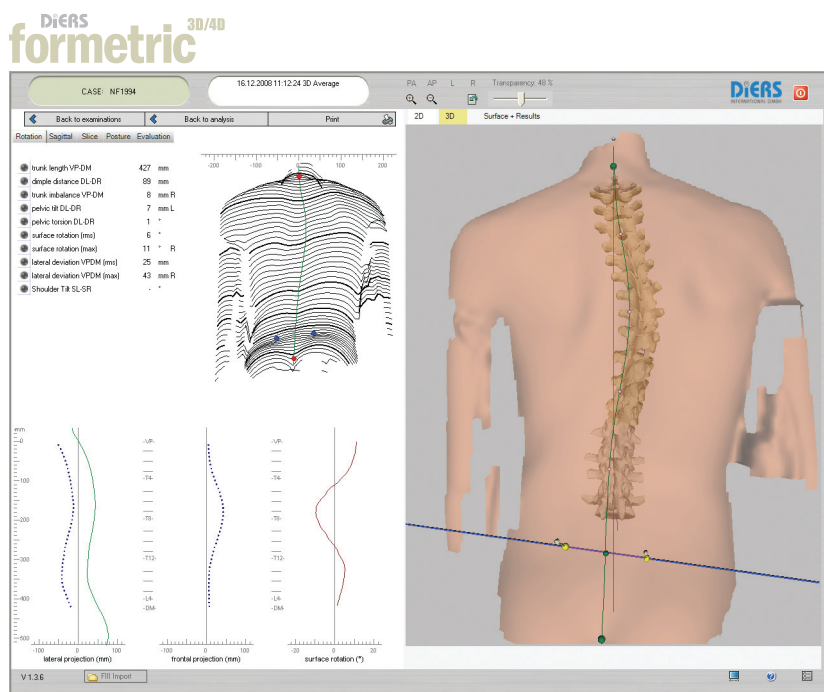 DiERS
formetric 3D/4D
CASE: NF1994
16.12.2008 11:12:24 3D Average
PA AP L R Transparency: 48 %
DiERS
INTERNATIONAL GMBH
Back to examinations
Back to analysis
Print
2D 3D Surface + Results
Rotation Sagittal Slice Posture Evaluation
trunk length VP-DM 427 mm
dimple distance DL-DR 89 mm
trunk imbalance VP-DM 8 mm R
pelvic tilt DL-DR 7 mm L
pelvic torsion DL-DR 1 °
surface rotation (rms) 6 °
surface rotation (max) 11 ° R
lateral deviation VPDM (rms) 25 mm
lateral deviation VPDM (max) 43 mm R
Shoulder Tilt SL-SR - °
-200 -100 0 100 200
mm
-0
-100
-200
-300
-400
-500
-VP-
-T4-
-T8-
-T12-
-L4-
-DM-
-VP-
-T4-
-T8-
-T12-
-L4-
-DM-
-100 0 100
lateral projection (mm)
-100 0 100
frontal projection (mm)
-20 0 20
surface rotation (°)
V 1.3.6
Fill Import